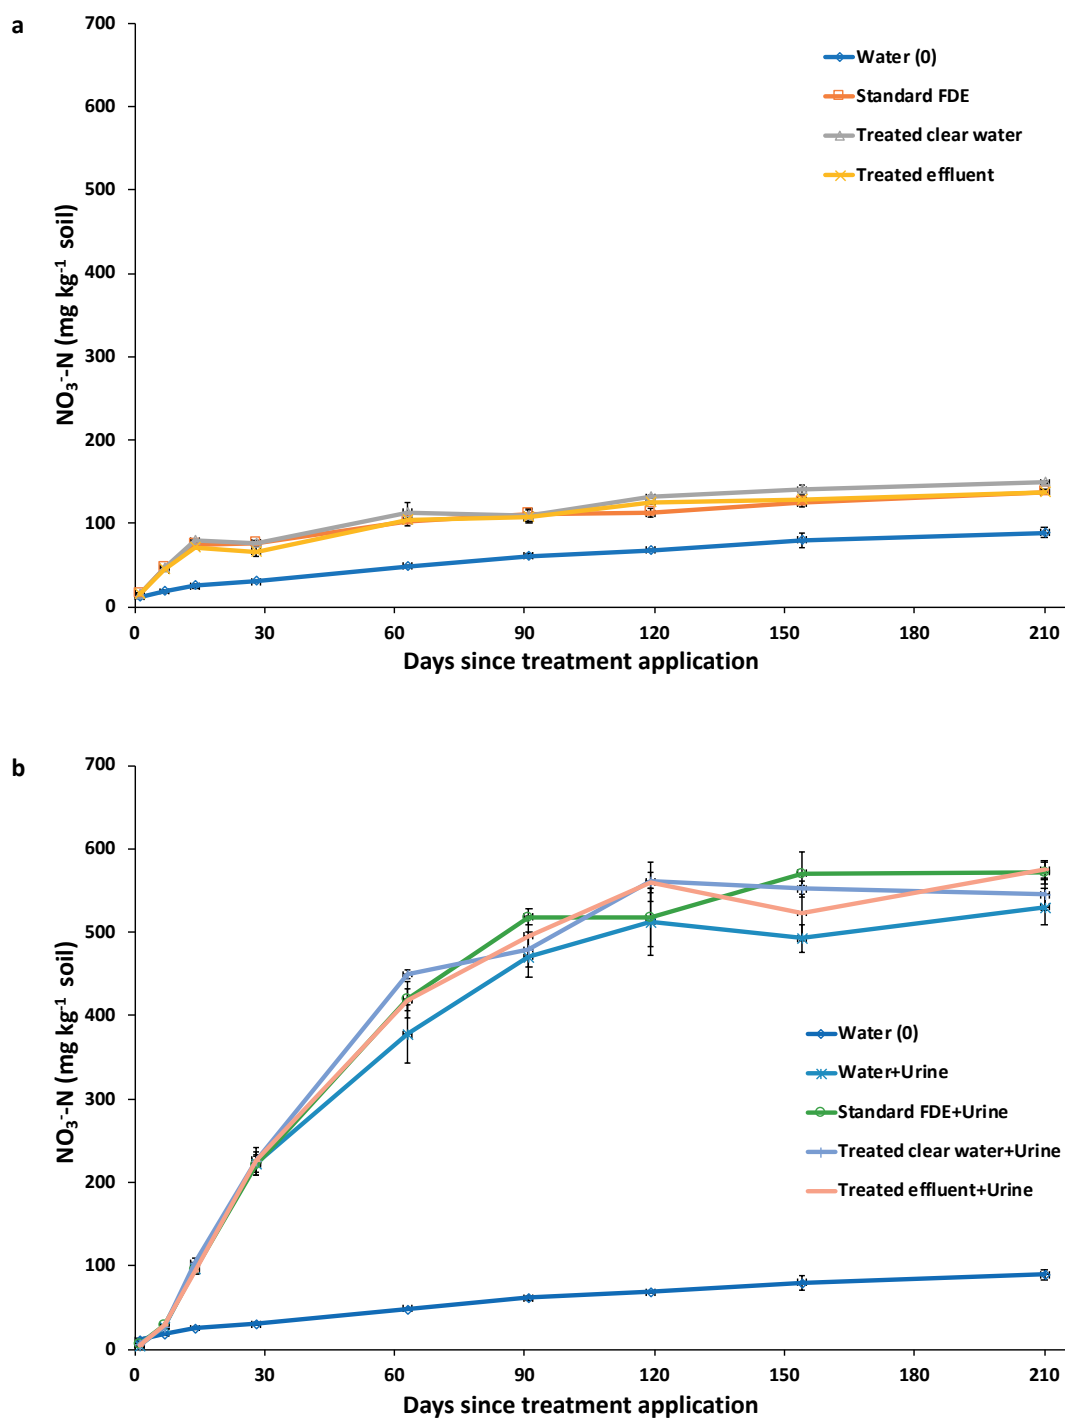 a
700
600
500
400
300
200
100
0
NO₃⁻-N (mg kg⁻¹ soil)
Water (0)
Standard FDE
Treated clear water
Treated effluent
0 30 60 90 120 150 180 210
Days since treatment application
b
700
600
500
400
300
200
100
0
NO₃⁻-N (mg kg⁻¹ soil)
Water (0)
Water+Urine
Standard FDE+Urine
Treated clear water+Urine
Treated effluent+Urine
0 30 60 90 120 150 180 210
Days since treatment application